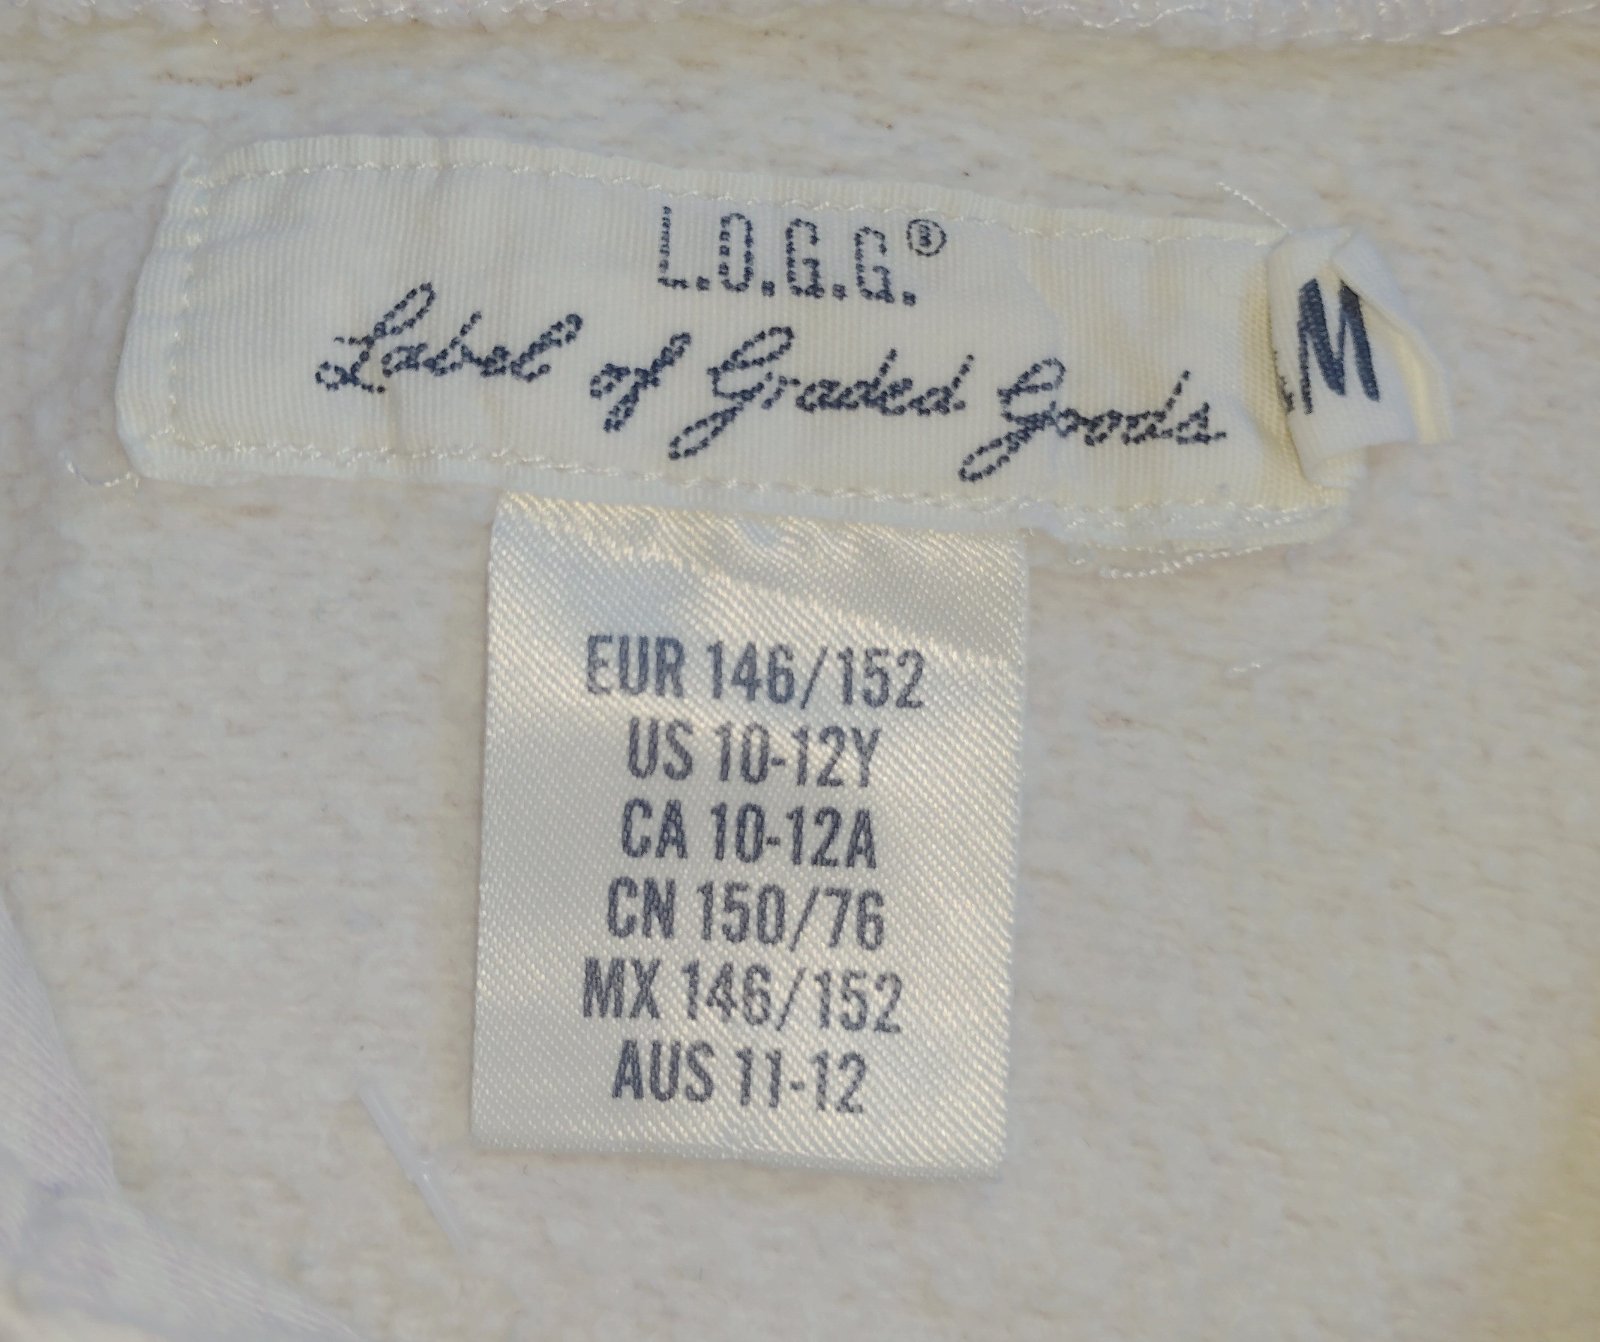 L.O.G.G.®
Label of Graded Goods
M
EUR 146/152
US 10-12Y
CA 10-12A
CN 150/76
MX 146/152
AUS 11-12